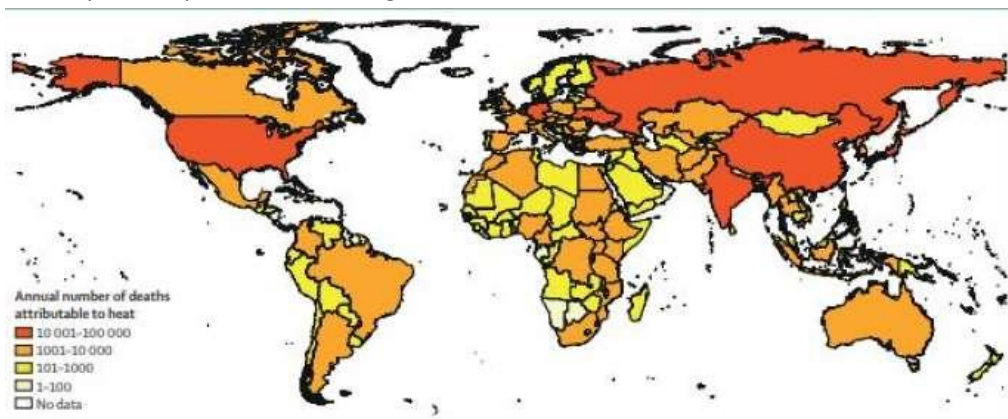 Annual number of deaths
attributable to heat
10 001–100 000
1001–10 000
101–1000
1–100
No data